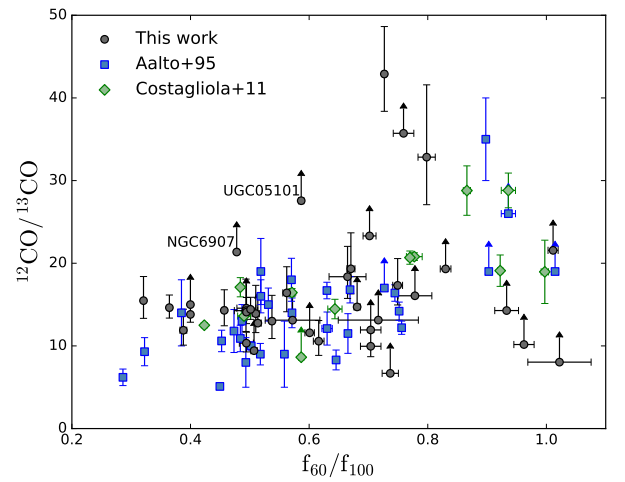 50
40
30
20
10
0
¹²CO/¹³CO
This work
Aalto+95
Costagliola+11
UGC05101
NGC6907
0.2 0.4 0.6 0.8 1.0
f₆₀/f₁₀₀